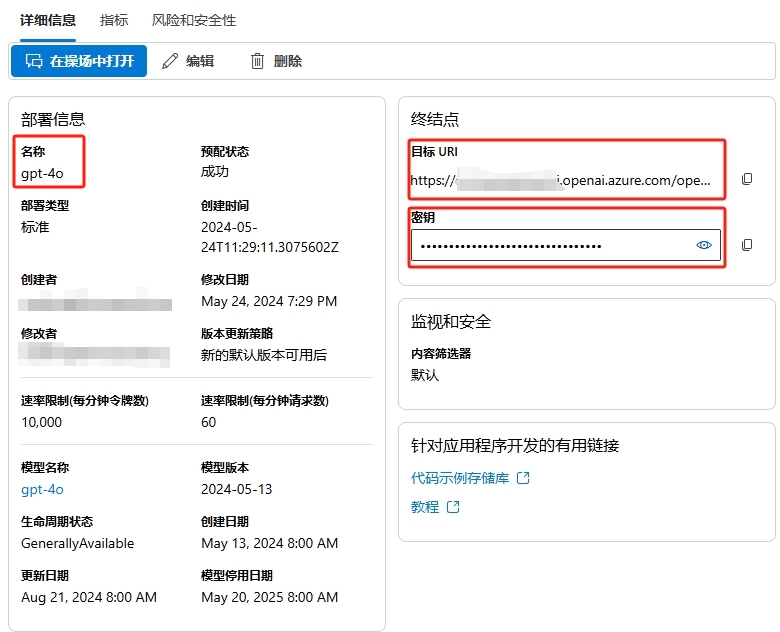 详细信息 指标 风险和安全性
在操场中打开 编辑 删除
部署信息
名称 预配状态
gpt-4o 成功
部署类型 创建时间
标准 2024-05-
24T11:29:11.3075602Z
创建者 修改日期
May 24, 2024 7:29 PM
修改者 版本更新策略
新的默认版本可用后
速率限制(每分钟令牌数) 速率限制(每分钟请求数)
10,000 60
模型名称 模型版本
gpt-4o 2024-05-13
生命周期状态 创建日期
GenerallyAvailable May 13, 2024 8:00 AM
更新日期 模型停用日期
Aug 21, 2024 8:00 AM May 20, 2025 8:00 AM
终结点
目标 URI
https:// .openai.azure.com/ope...
密钥
••••••••••••••••••••••••••••••••
监视和安全
内容筛选器
默认
针对应用程序开发的有用链接
代码示例存储库
教程